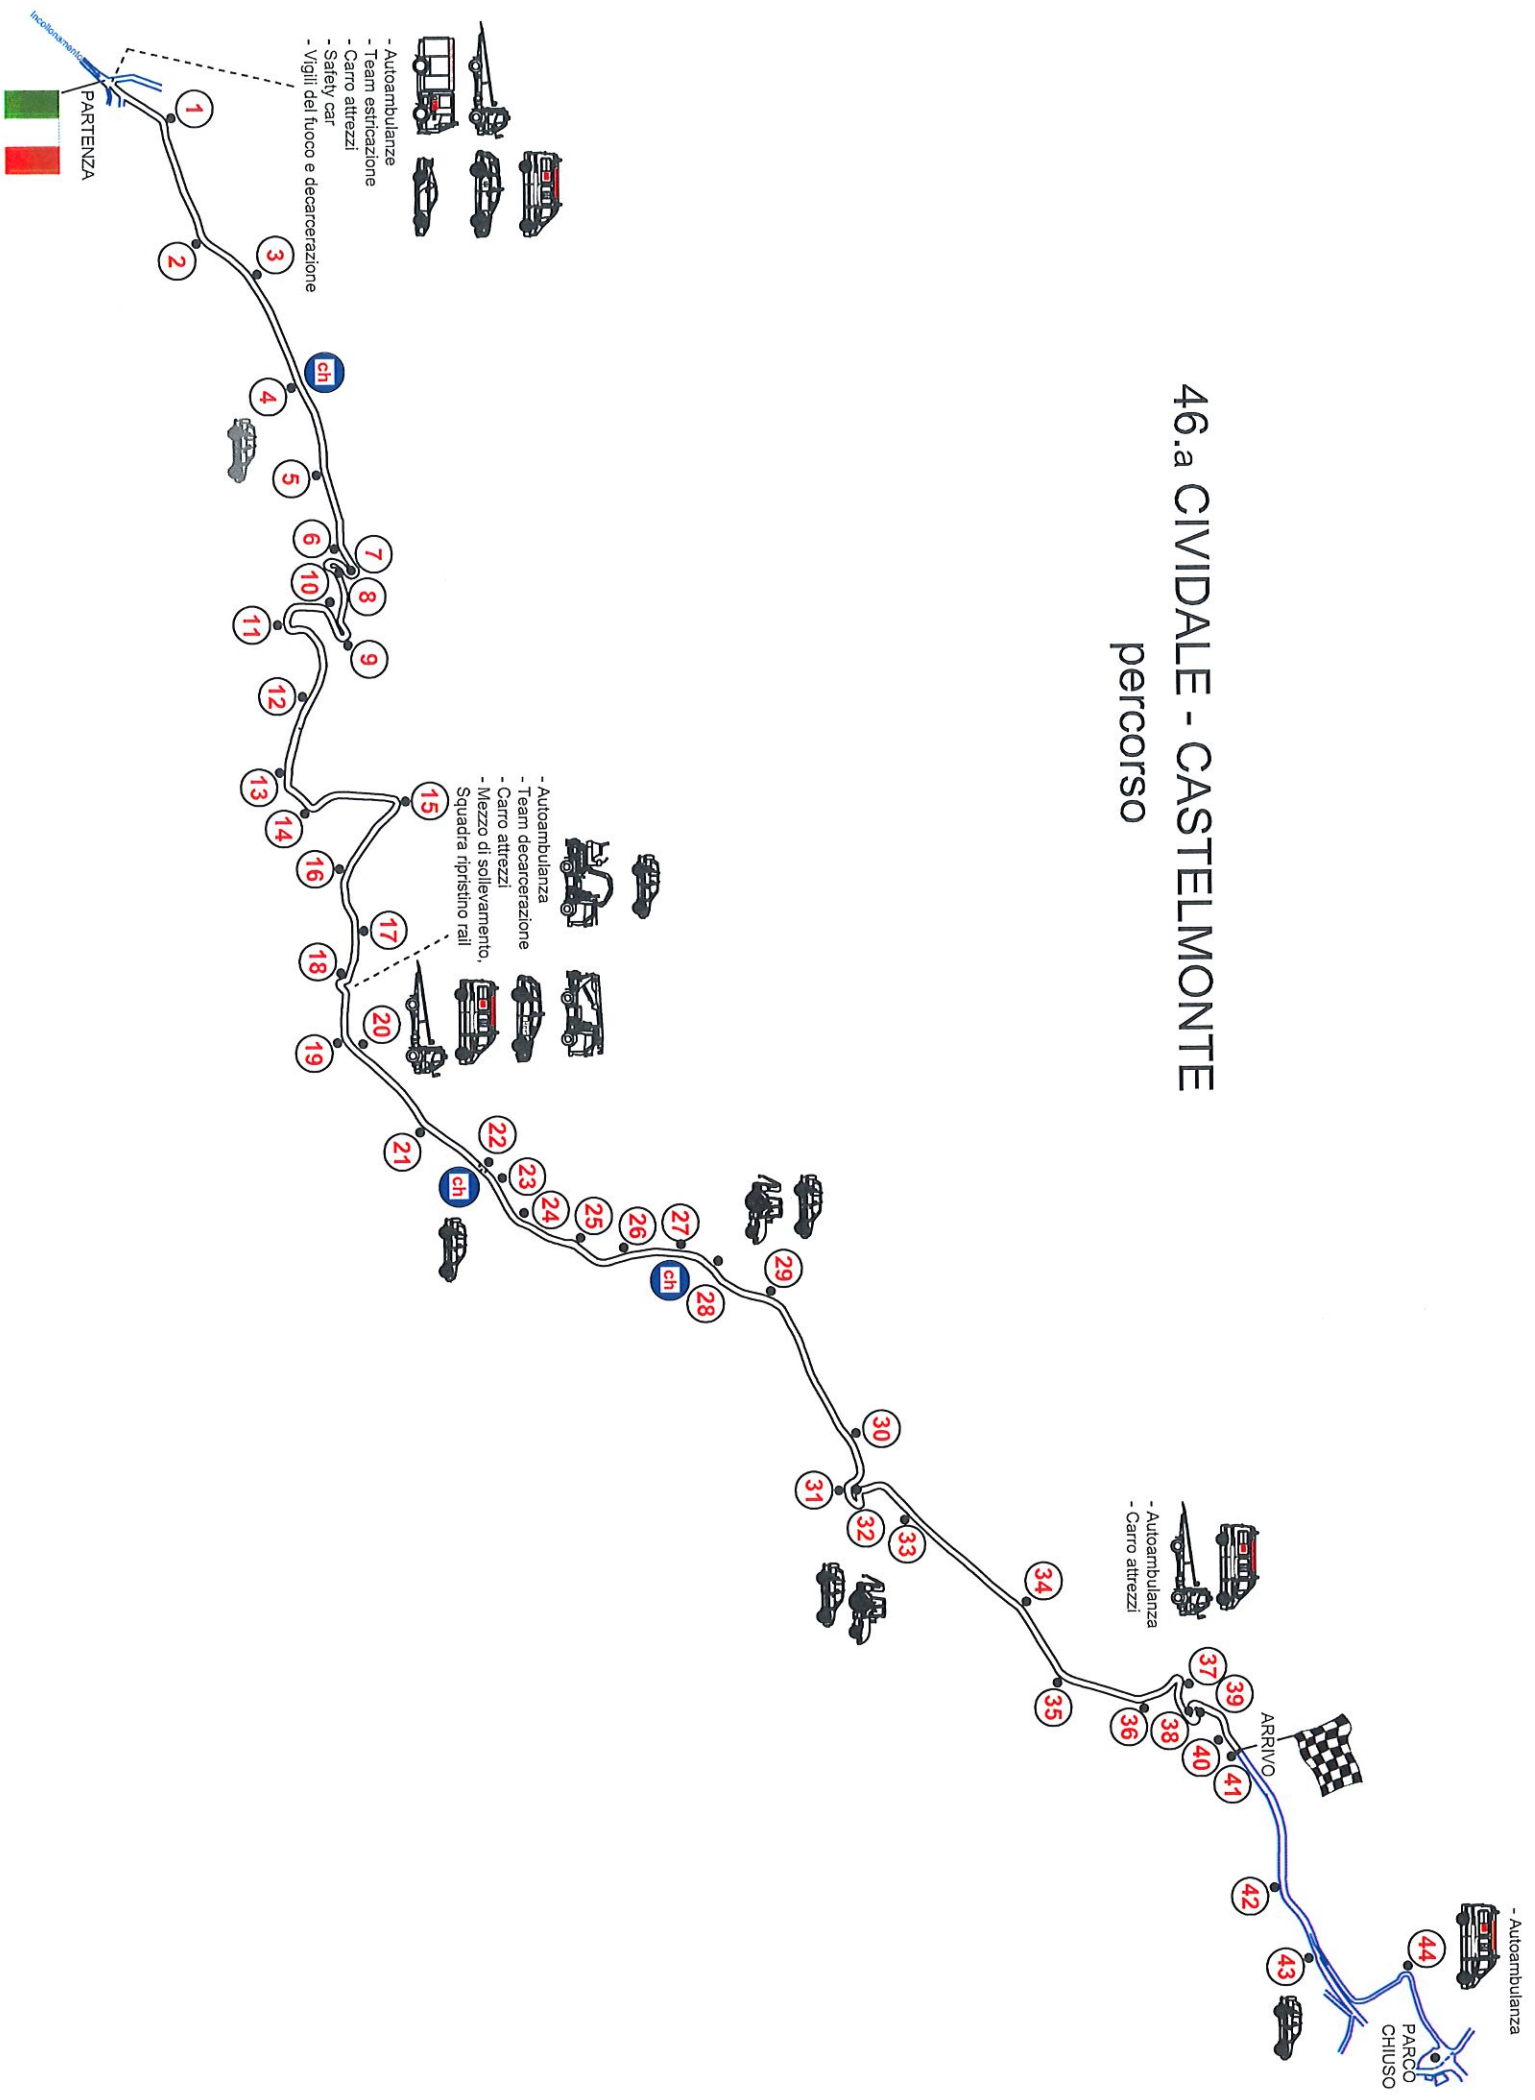 46.a CIVIDALE - CASTELMONTE
percorso
Incolonnamento
PARTENZA
- Autoambulanze
- Team estricazione
- Carro attrezzi
- Safety car
- Vigili del fuoco e decarcerazione
1
2
3
ch
4
5
6
7
8
10
9
11
12
13
14
15
16
17
18
- Autoambulanza
- Team decarcerazione
- Carro attrezzi
- Mezzo di sollevamento,
Squadra ripristino rail
19
20
21
22
ch
23
24
25
26
27
ch
28
29
30
31
32
33
34
35
36
- Autoambulanza
- Carro attrezzi
37
39
38
40
41
ARRIVO
42
43
44
- Autoambulanza
PARCO
CHIUSO